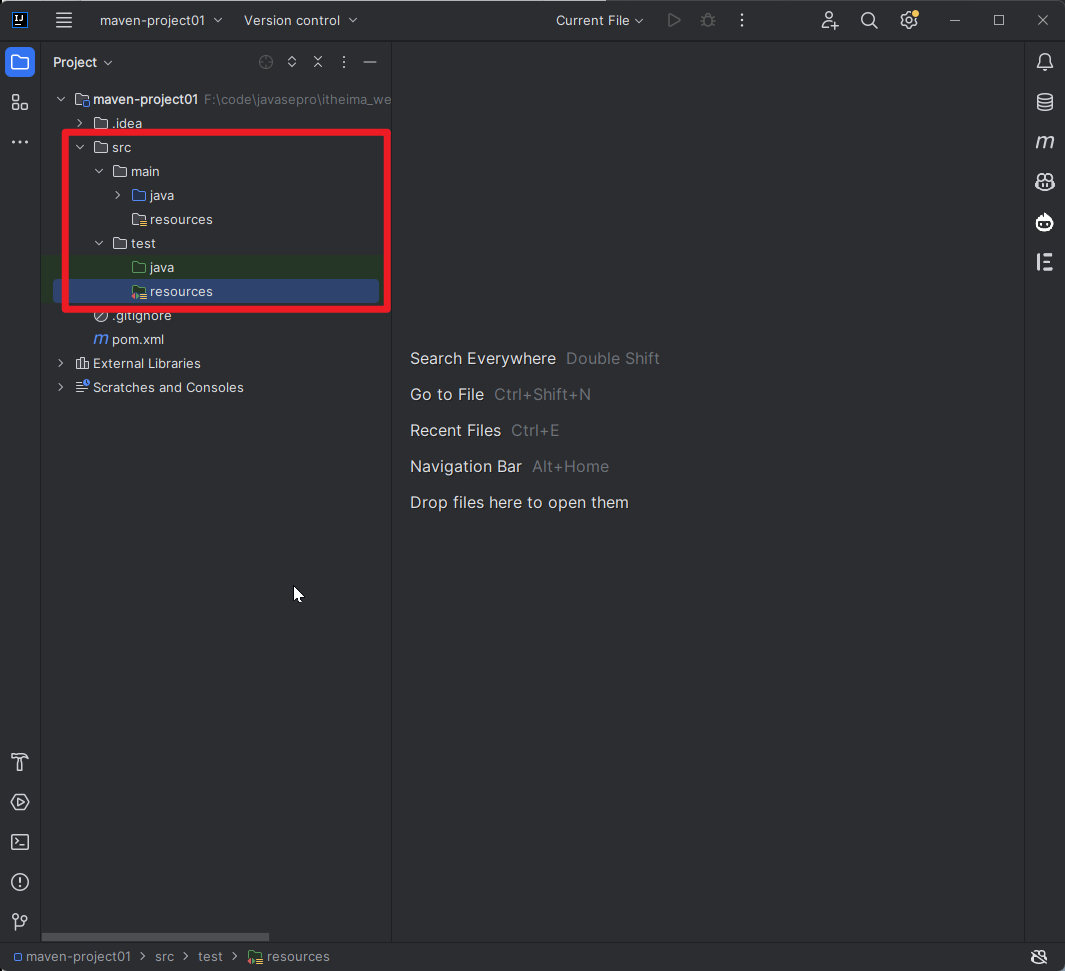 maven-project01 Version control Current File
Project
maven-project01 F:\code\javasepro\itheima_we
.idea
src
main
java
resources
test
java
resources
.gitignore
m pom.xml
External Libraries
Scratches and Consoles
Search Everywhere Double Shift
Go to File Ctrl+Shift+N
Recent Files Ctrl+E
Navigation Bar Alt+Home
Drop files here to open them
maven-project01 > src > test > resources